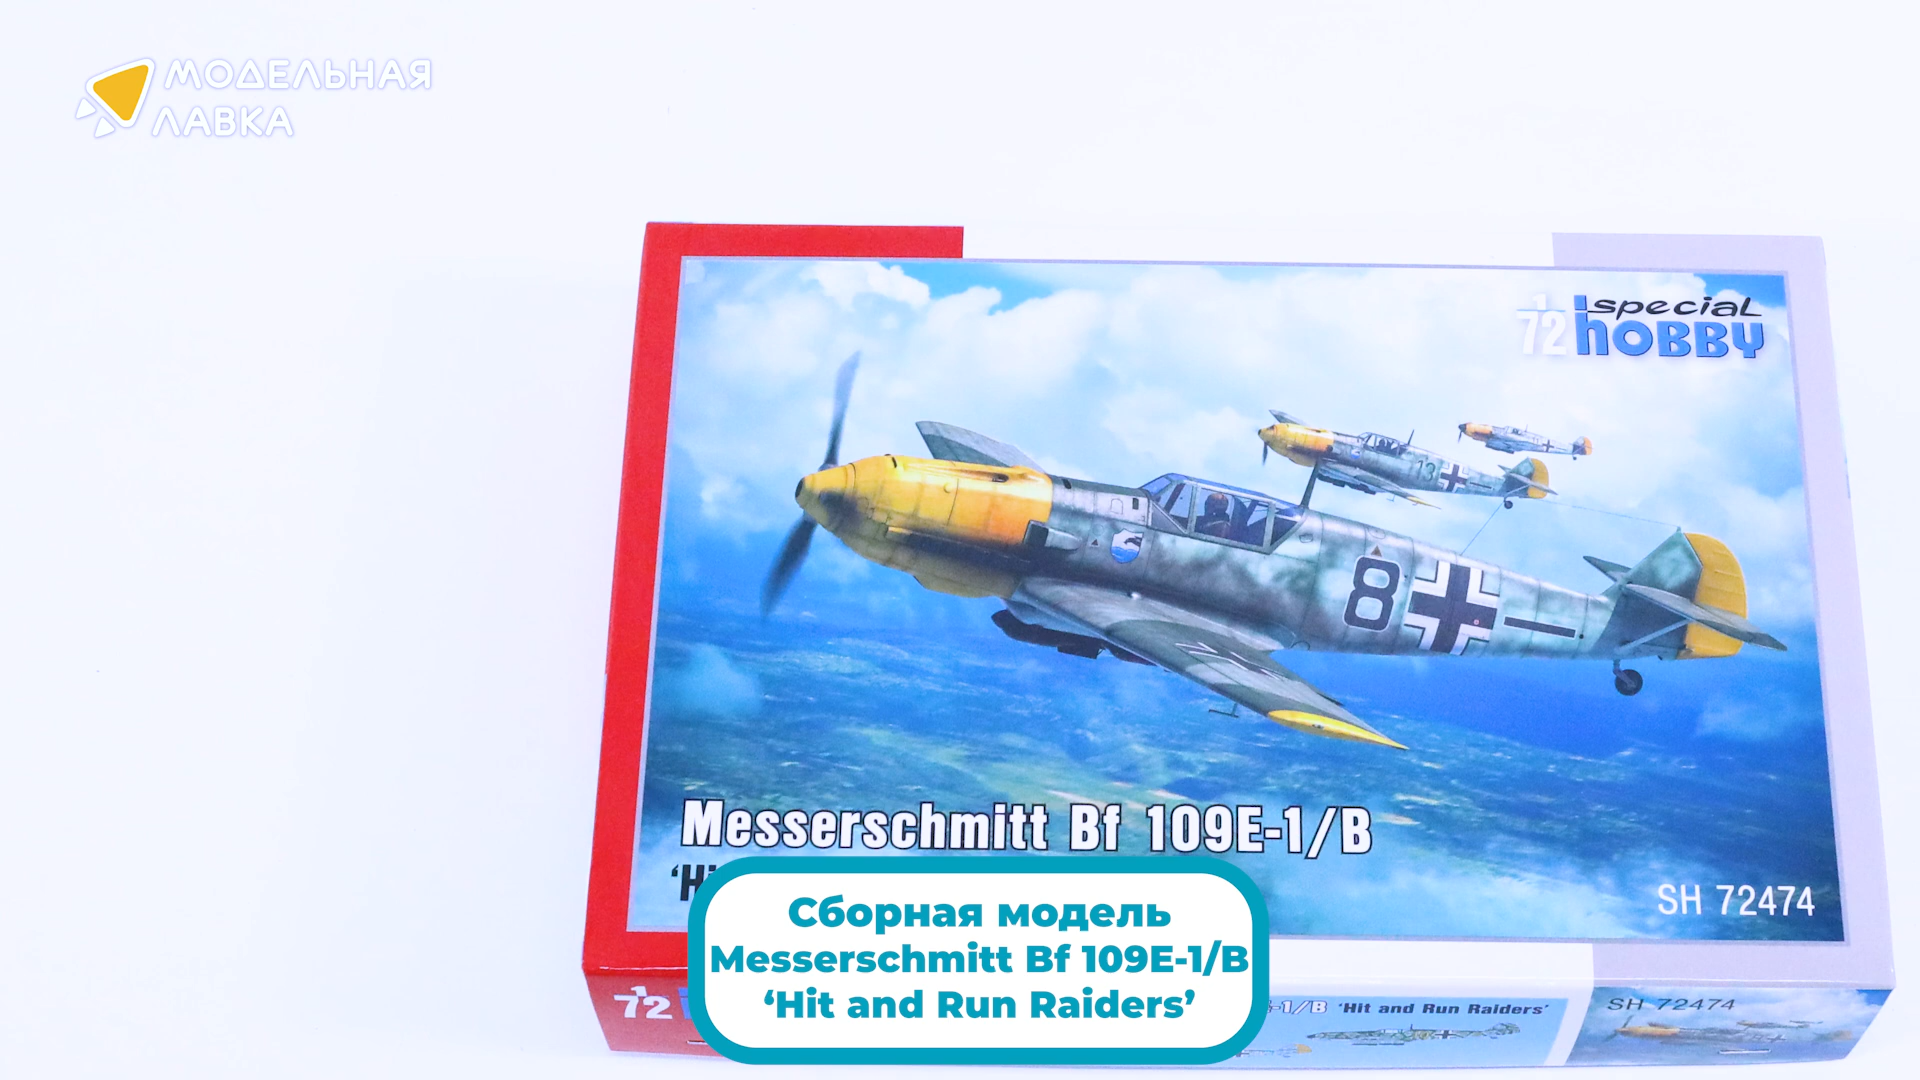 МОДЕЛЬНАЯ
ЛАВКА
1
72
special
hobby
13
8
Messerschmitt Bf 109E-1/B
SH 72474
Сборная модель
Messerschmitt Bf 109E-1/B
‘Hit and Run Raiders’
1
72
-1/B ‘Hit and Run Raiders’
SH 72474